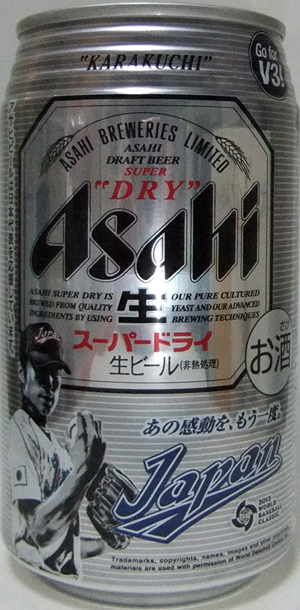 "KARAKUCHI"
Go for
V3!
ASAHI BREWERIES LIMITED
ASAHI
DRAFT BEER
SUPER
"DRY"
Asahi
ASAHI SUPER DRY IS
BREWED FROM QUALITY
INGREDIENTS BY USING
生
OUR PURE CULTURED
YEAST AND OUR ADVANCED
BREWING TECHNIQUES
スーパードライ
生ビール(非熱処理)
お酒
Japan
あの感動を、もう一度。
Japan
2013
WORLD
BASEBALL
CLASSIC
Trademarks, copyrights, names, images and other
materials are used with permission of World Baseball